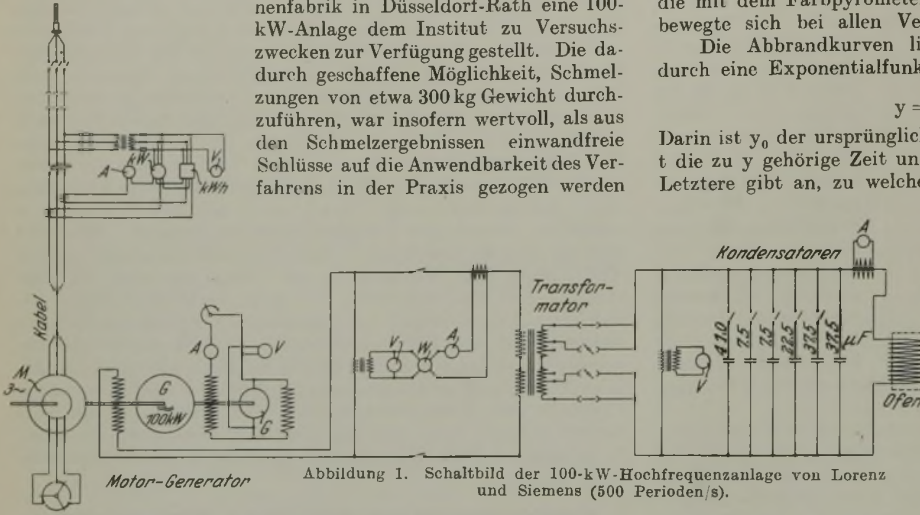 nenfabrik in Düsseldorf-Rath eine 100-
kW-Anlage dem Institut zu Versuchs-
zwecken zur Verfügung gestellt. Die da-
durch geschaffene Möglichkeit, Schmel-
zungen von etwa 300 kg Gewicht durch-
zuführen, war insofern wertvoll, als aus
den Schmelzergebnissen einwandfreie
Schlüsse auf die Anwendbarkeit des Ver-
fahrens in der Praxis gezogen werden
die mit dem Farbpyromete
bewegte sich bei allen Ve
Die Abbrandkurven li
durch eine Exponentialfunk
y =
Darin ist y₀ der ursprünglic
t die zu y gehörige Zeit un
Letztere gibt an, zu welche
A
kW
V
kWh
Kabel
M
3~
G
100kW
A
V
G
Motor-Generator
V
W
A
Transfor-
mator
V
Kondensatoren
41,0
7,5
7,5
22,5
37,5
37,5
µF
A
Ofen
Abbildung 1. Schaltbild der 100-kW-Hochfrequenzanlage von Lorenz
und Siemens (500 Perioden/s).